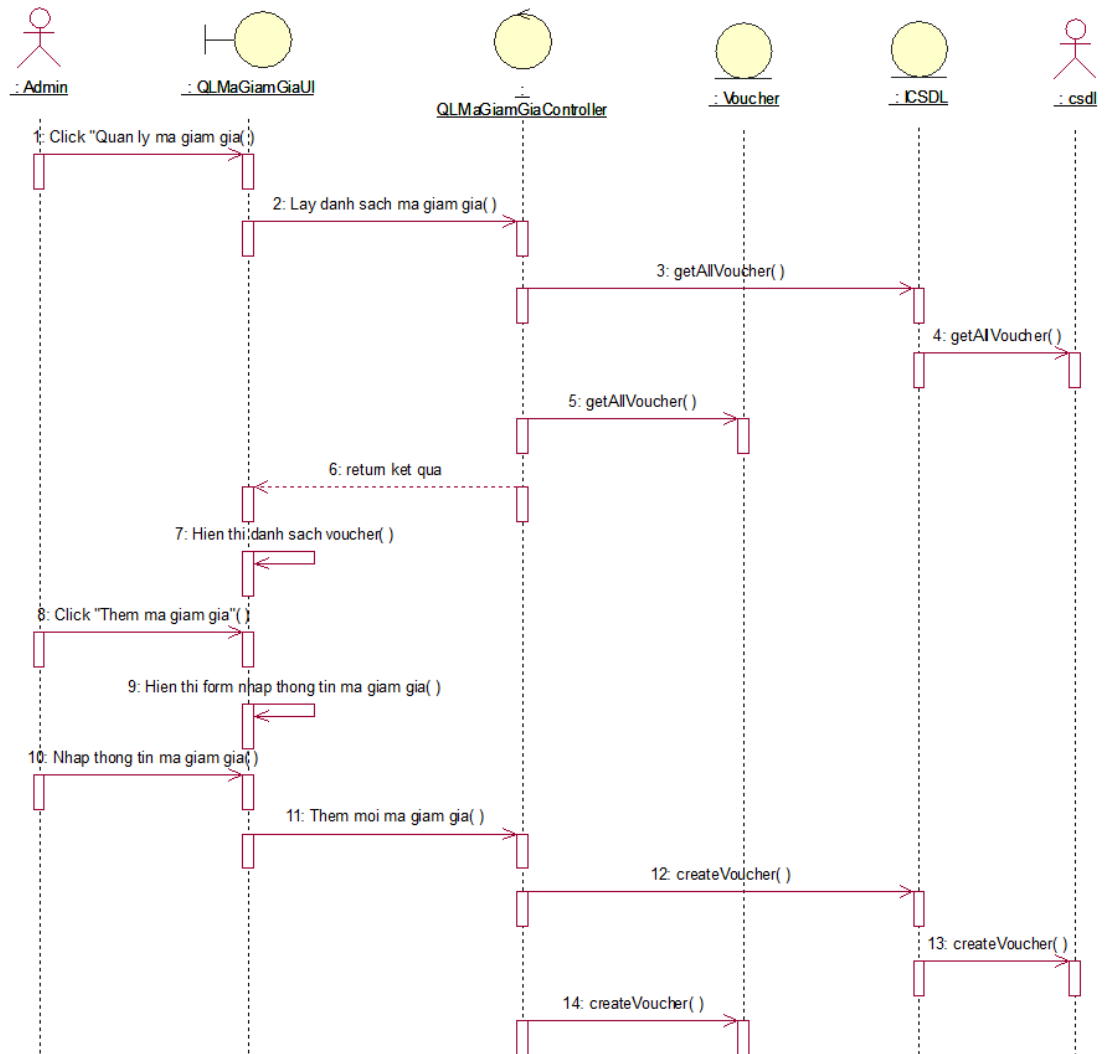 : Admin
: QLMaGiamGiaUI
:
QLMaGiamGiaController
: Voucher
: ICSDL
: csdl
1: Click "Quan ly ma giam gia( )
2: Lay danh sach ma giam gia( )
3: getAllVoucher( )
4: getAllVoucher( )
5: getAllVoucher( )
6: return ket qua
7: Hien thi danh sach voucher( )
8: Click "Them ma giam gia"( )
9: Hien thi form nhap thong tin ma giam gia( )
10: Nhap thong tin ma giam gia( )
11: Them moi ma giam gia( )
12: createVoucher( )
13: createVoucher( )
14: createVoucher( )